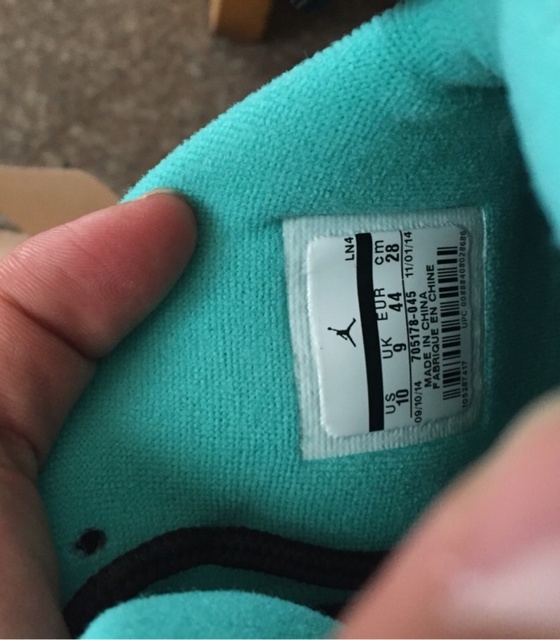 LN4
US UK EUR cm
10 9 44 28
09/10/14 705178-045 11/01/14
MADE IN CHINA
FABRIQUE EN CHINE